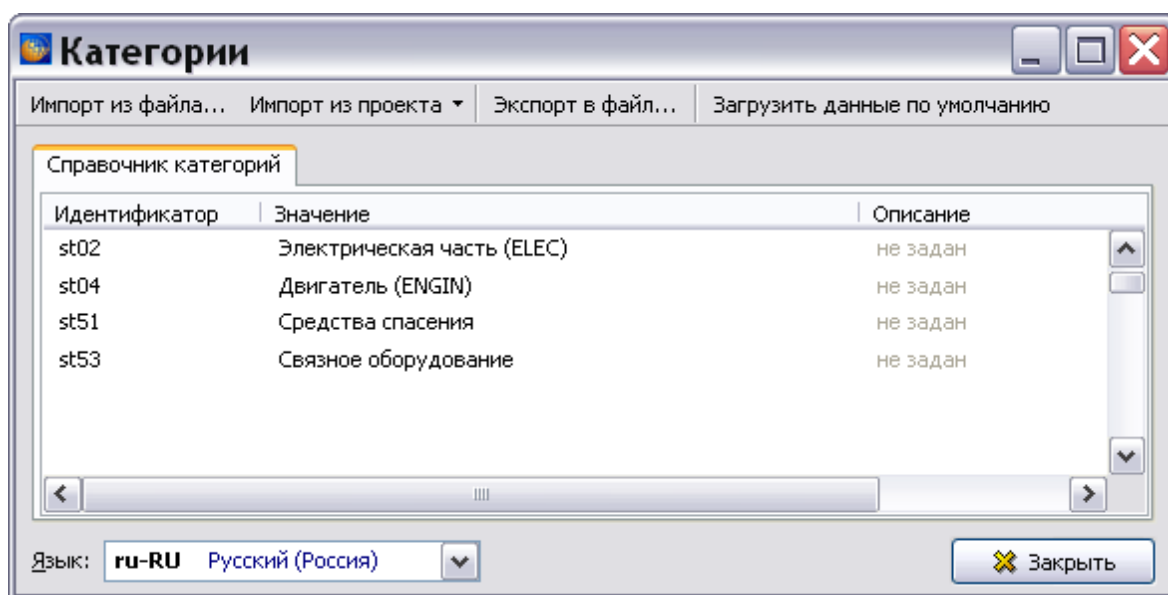 Категории
Импорт из файла... Импорт из проекта Экспорт в файл... Загрузить данные по умолчанию
Справочник категорий
Идентификатор Значение Описание
st02 Электрическая часть (ELEC) не задан
st04 Двигатель (ENGIN) не задан
st51 Средства спасения не задан
st53 Связное оборудование не задан
Язык: ru-RU Русский (Россия) Закрыть